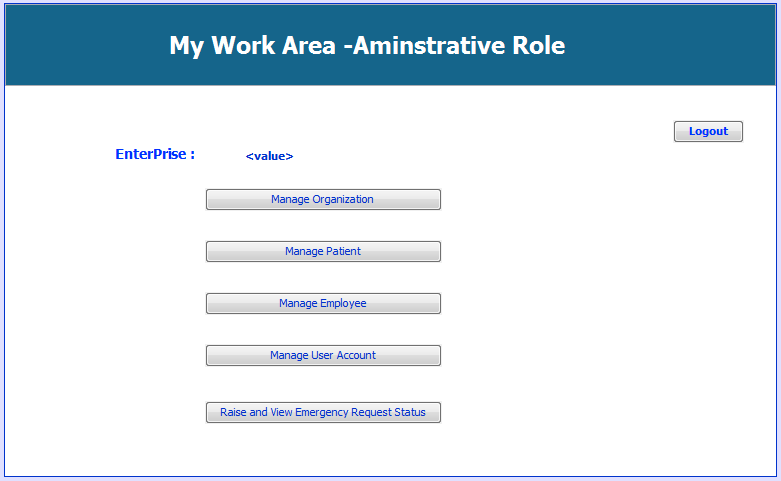 My Work Area -Aminstrative Role
Logout
EnterPrise : <value>
Manage Organization
Manage Patient
Manage Employee
Manage User Account
Raise and View Emergency Request Status